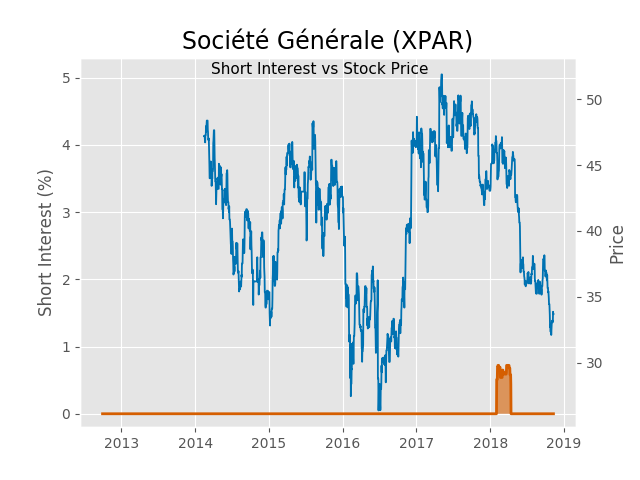 Société Générale (XPAR)
Short Interest vs Stock Price
Short Interest (%)
5
4
3
2
1
0
50
45
40
35
30
Price
2013 2014 2015 2016 2017 2018 2019